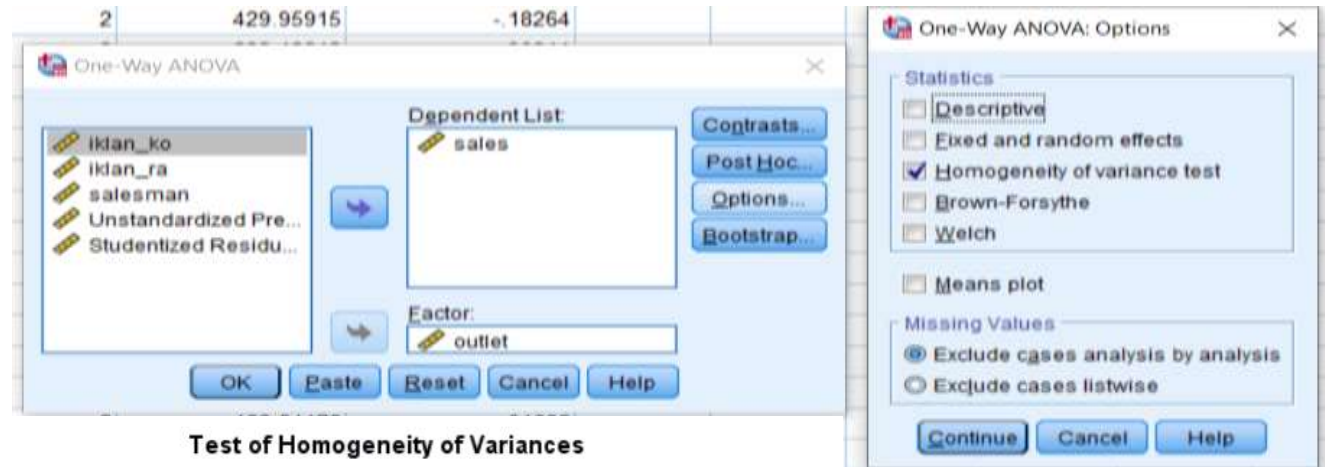 2 429.95915 -.18264
One-Way ANOVA
iklan_ko
iklan_ra
salesman
Unstandardized Pre...
Studentized Residu...
Dependent List:
sales
Factor:
outlet
Contrasts...
Post Hoc...
Options...
Bootstrap...
OK Paste Reset Cancel Help
Test of Homogeneity of Variances
One-Way ANOVA: Options
Statistics
Descriptive
Fixed and random effects
Homogeneity of variance test
Brown-Forsythe
Welch
Means plot
Missing Values
Exclude cases analysis by analysis
Exclude cases listwise
Continue Cancel Help